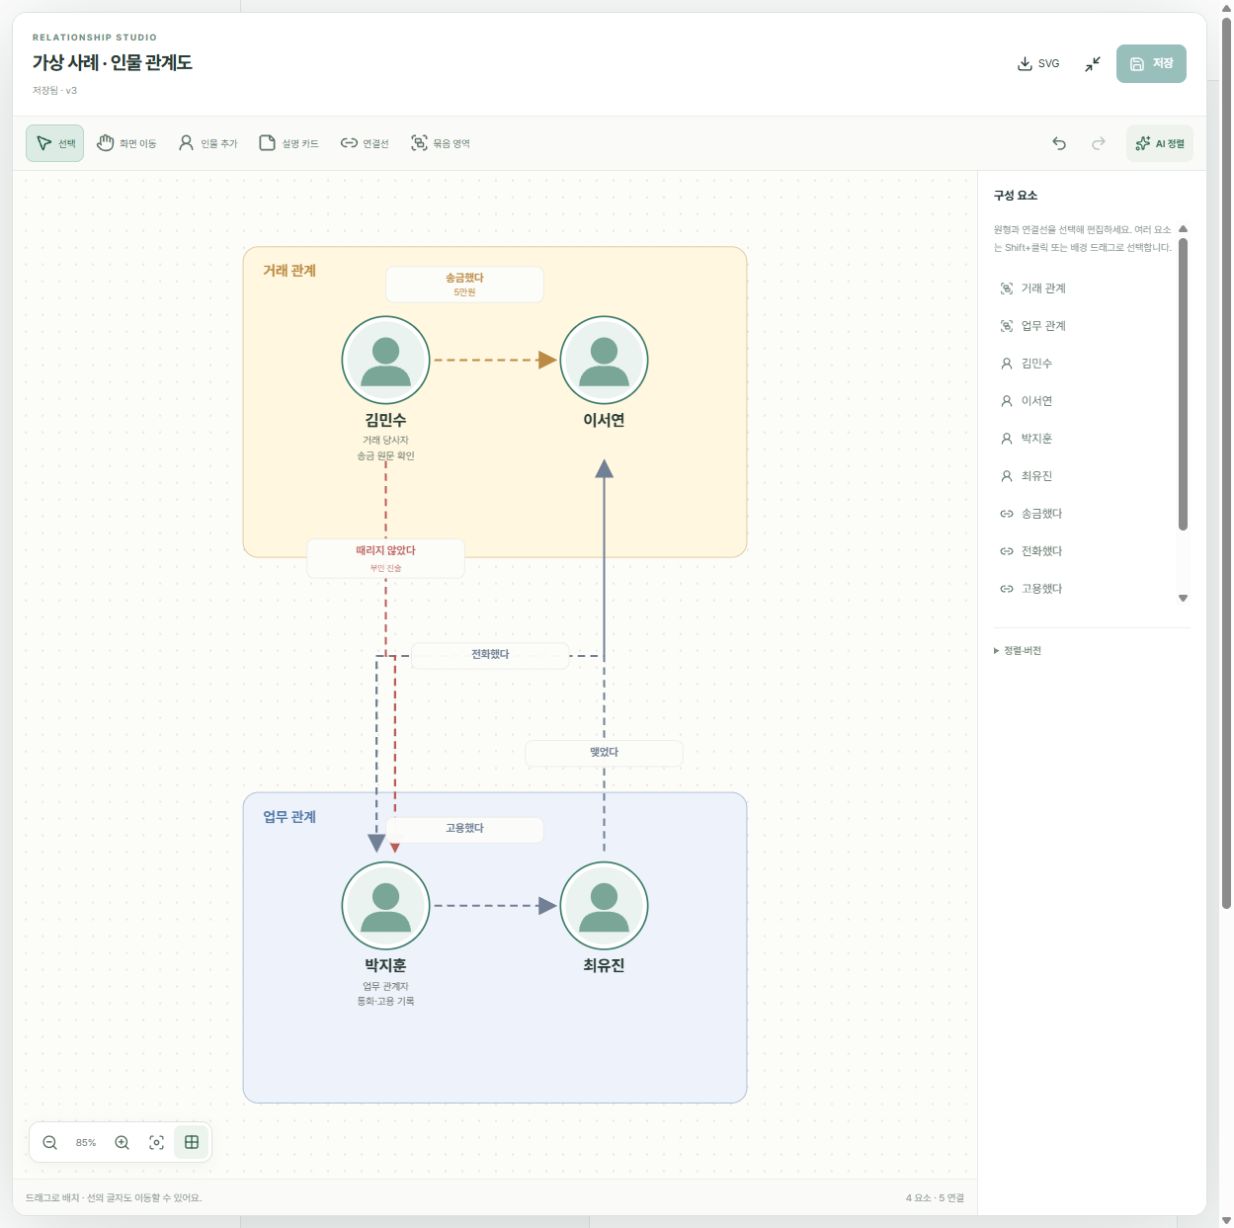 RELATIONSHIP STUDIO
가상 사례 · 인물 관계도
저장됨 · v3
SVG
저장
선택
화면 이동
인물 추가
설명 카드
연결선
묶음 영역
AI 정렬
거래 관계
송금했다
5만원
김민수
거래 당사자
송금 원문 확인
이서연
때리지 않았다
부인 진술
전화했다
맺었다
업무 관계
고용했다
박지훈
업무 관계자
통화·고용 기록
최유진
85%
드래그로 배치 · 선의 글자도 이동할 수 있어요.
4 요소 · 5 연결
구성 요소
원형과 연결선을 선택해 편집하세요. 여러 요소
는 Shift+클릭 또는 배경 드래그로 선택합니다.
거래 관계
업무 관계
김민수
이서연
박지훈
최유진
송금했다
전화했다
고용했다
정렬·버전